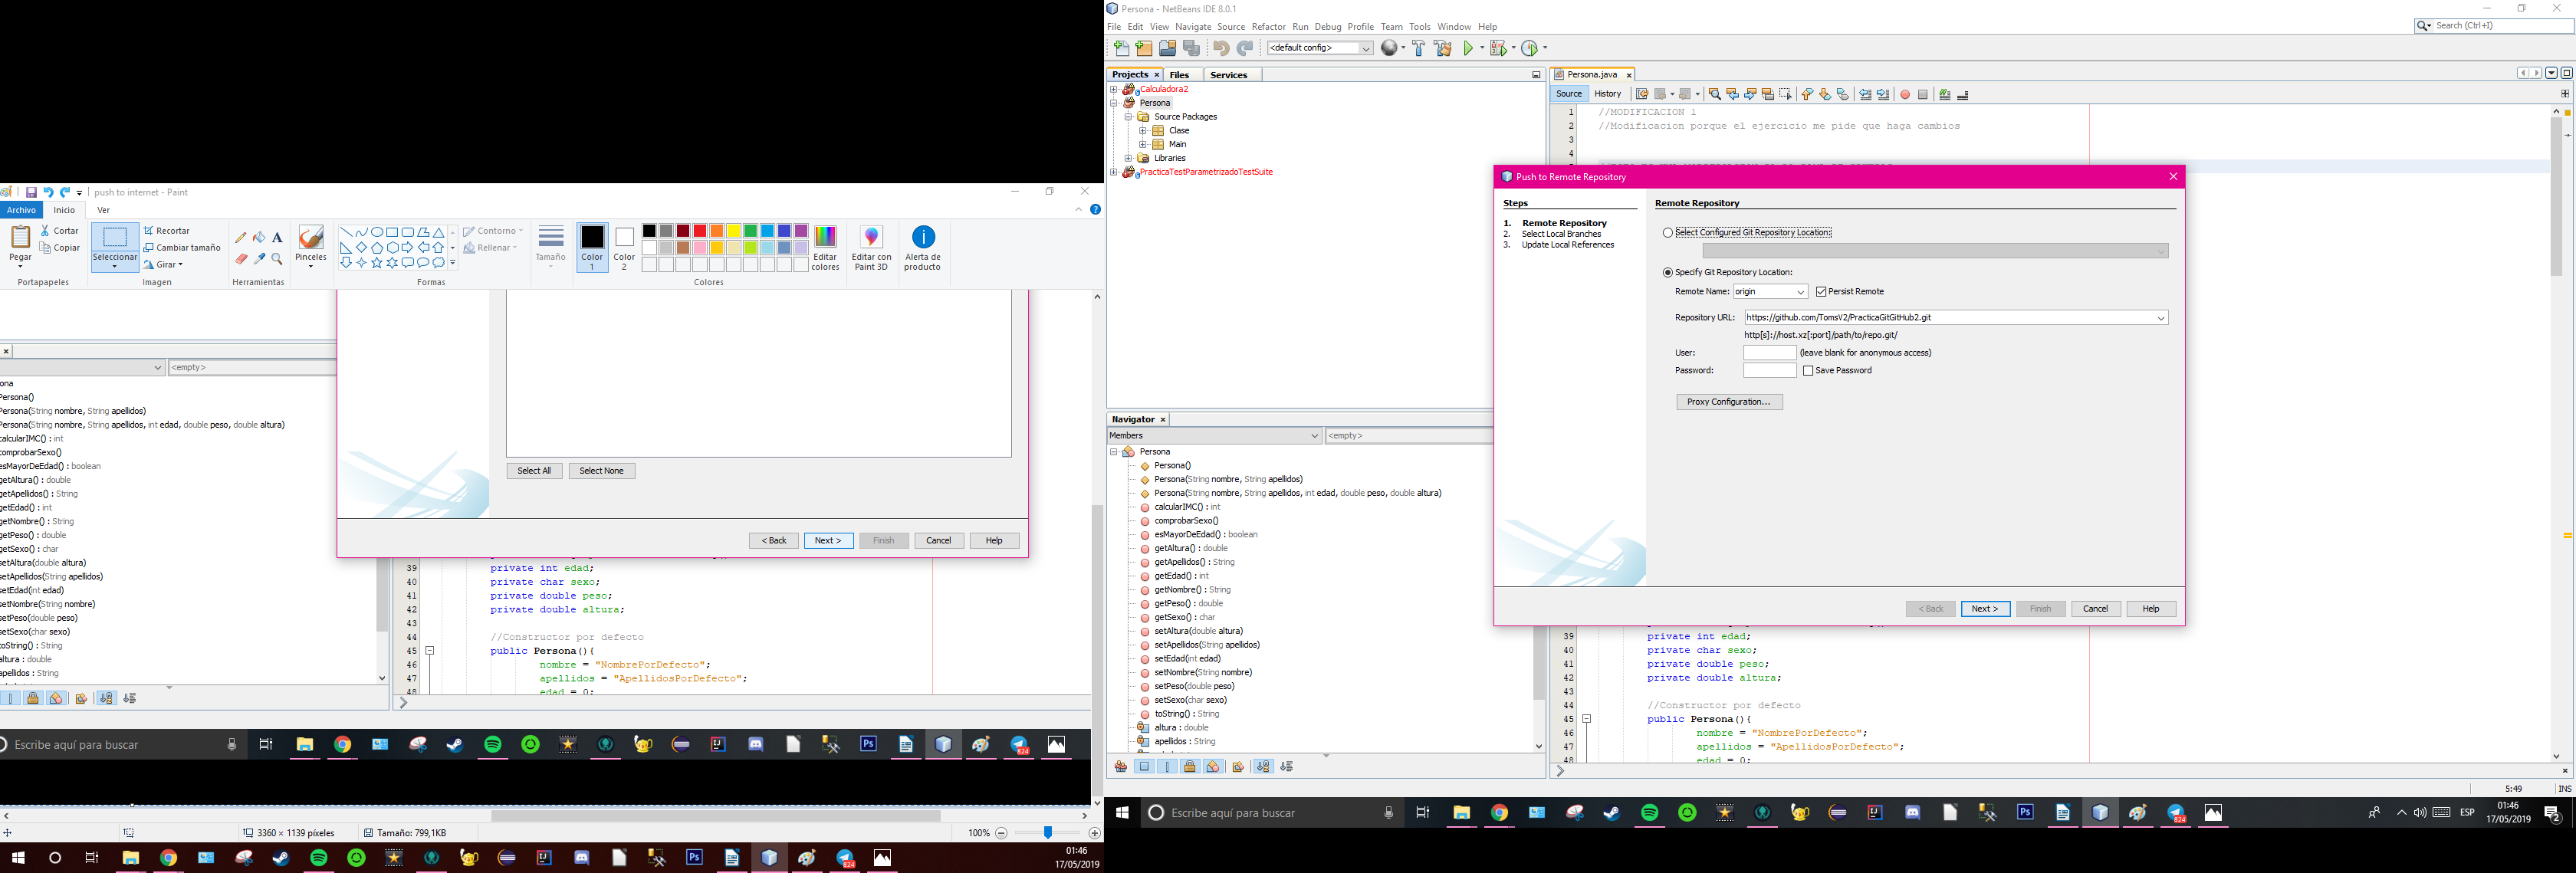 push to internet - Paint
Archivo Inicio Ver
Pegar
Cortar
Copiar
Portapapeles
Seleccionar
Recortar
Cambiar tamaño
Girar
Imagen
Herramientas
Pinceles
Formas
Contorno
Rellenar
Tamaño
Color 1
Color 2
Colores
Editar colores
Editar con Paint 3D
Alerta de producto
<empty>
ona
Persona()
Persona(String nombre, String apellidos)
Persona(String nombre, String apellidos, int edad, double peso, double altura)
calcularIMC() : int
comprobarSexo()
esMayorDeEdad() : boolean
getAltura() : double
getApellidos() : String
getEdad() : int
getNombre() : String
getPeso() : double
getSexo() : char
setAltura(double altura)
setApellidos(String apellidos)
setEdad(int edad)
setNombre(String nombre)
setPeso(double peso)
setSexo(char sexo)
toString() : String
altura : double
apellidos : String
Select All Select None
< Back Next > Finish Cancel Help
39 private int edad;
40 private char sexo;
41 private double peso;
42 private double altura;
43
44 //Constructor por defecto
45 public Persona(){
46 nombre = "NombrePorDefecto";
47 apellidos = "ApellidosPorDefecto";
48 edad = 0;
Escribe aquí para buscar
824
3360 × 1139 píxeles
Tamaño: 799,1KB
100%
824
01:46
17/05/2019
Persona - NetBeans IDE 8.0.1
File Edit View Navigate Source Refactor Run Debug Profile Team Tools Window Help
Search (Ctrl+I)
<default config>
Projects Files Services
Calculadora2
Persona
Source Packages
Clase
Main
Libraries
PracticaTestParametrizadoTestSuite
Persona.java
Source History
1 //MODIFICACION 1
2 //Modificacion porque el ejercicio me pide que haga cambios
3
4
Navigator
Members <empty>
Persona
Persona()
Persona(String nombre, String apellidos)
Persona(String nombre, String apellidos, int edad, double peso, double altura)
calcularIMC() : int
comprobarSexo()
esMayorDeEdad() : boolean
getAltura() : double
getApellidos() : String
getEdad() : int
getNombre() : String
getPeso() : double
getSexo() : char
setAltura(double altura)
setApellidos(String apellidos)
setEdad(int edad)
setNombre(String nombre)
setPeso(double peso)
setSexo(char sexo)
toString() : String
altura : double
apellidos : String
Push to Remote Repository
Steps
1. Remote Repository
2. Select Local Branches
3. Update Local References
Remote Repository
Select Configured Git Repository Location:
Specify Git Repository Location:
Remote Name: origin Persist Remote
Repository URL: https://github.com/TomsV2/PracticaGitGitHub2.git
http[s]://host.xz[:port]/path/to/repo.git/
User: (leave blank for anonymous access)
Password: Save Password
Proxy Configuration...
< Back Next > Finish Cancel Help
39 private int edad;
40 private char sexo;
41 private double peso;
42 private double altura;
43
44 //Constructor por defecto
45 public Persona(){
46 nombre = "NombrePorDefecto";
47 apellidos = "ApellidosPorDefecto";
48 edad = 0;
5:49 INS
Escribe aquí para buscar
824
ESP
01:46
17/05/2019
2